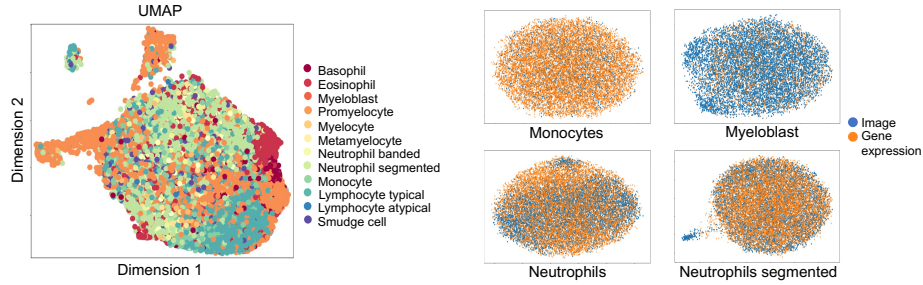 UMAP
Dimension 2
Dimension 1
Basophil
Eosinophil
Myeloblast
Promyelocyte
Myelocyte
Metamyelocyte
Neutrophil banded
Neutrophil segmented
Monocyte
Lymphocyte typical
Lymphocyte atypical
Smudge cell
Monocytes
Myeloblast
Neutrophils
Neutrophils segmented
Image
Gene
expression